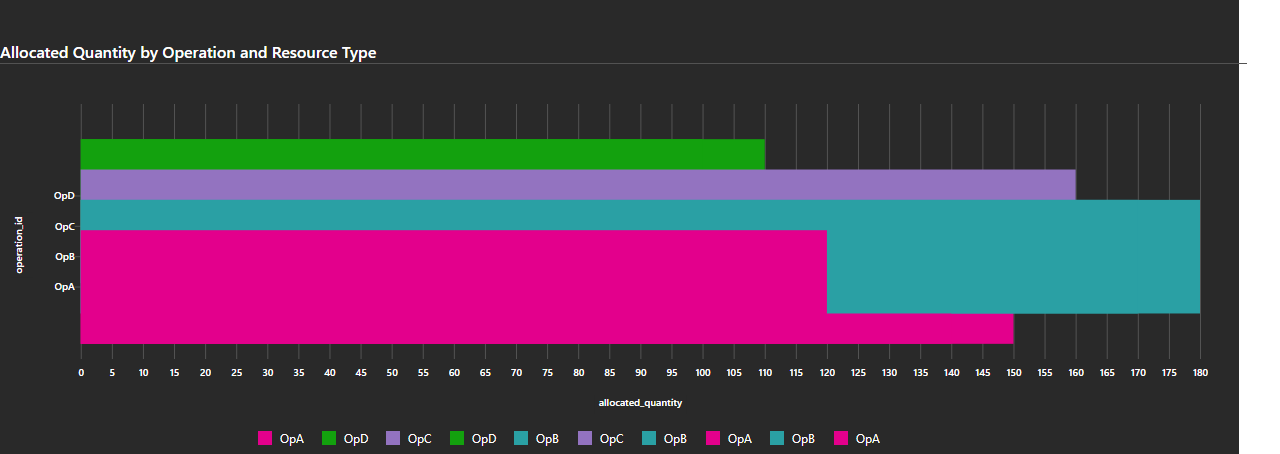 Allocated Quantity by Operation and Resource Type
OpD
OpC
OpB
OpA
operation_id
0 5 10 15 20 25 30 35 40 45 50 55 60 65 70 75 80 85 90 95 100 105 110 115 120 125 130 135 140 145 150 155 160 165 170 175 180
allocated_quantity
OpA OpD OpC OpD OpB OpC OpB OpA OpB OpA